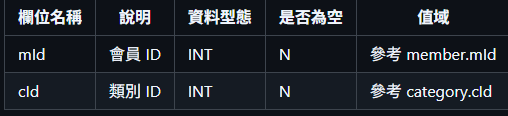 欄位名稱 說明 資料型態 是否為空 值域
mId 會員 ID INT N 參考 member.mId
cId 類別 ID INT N 參考 category.cId